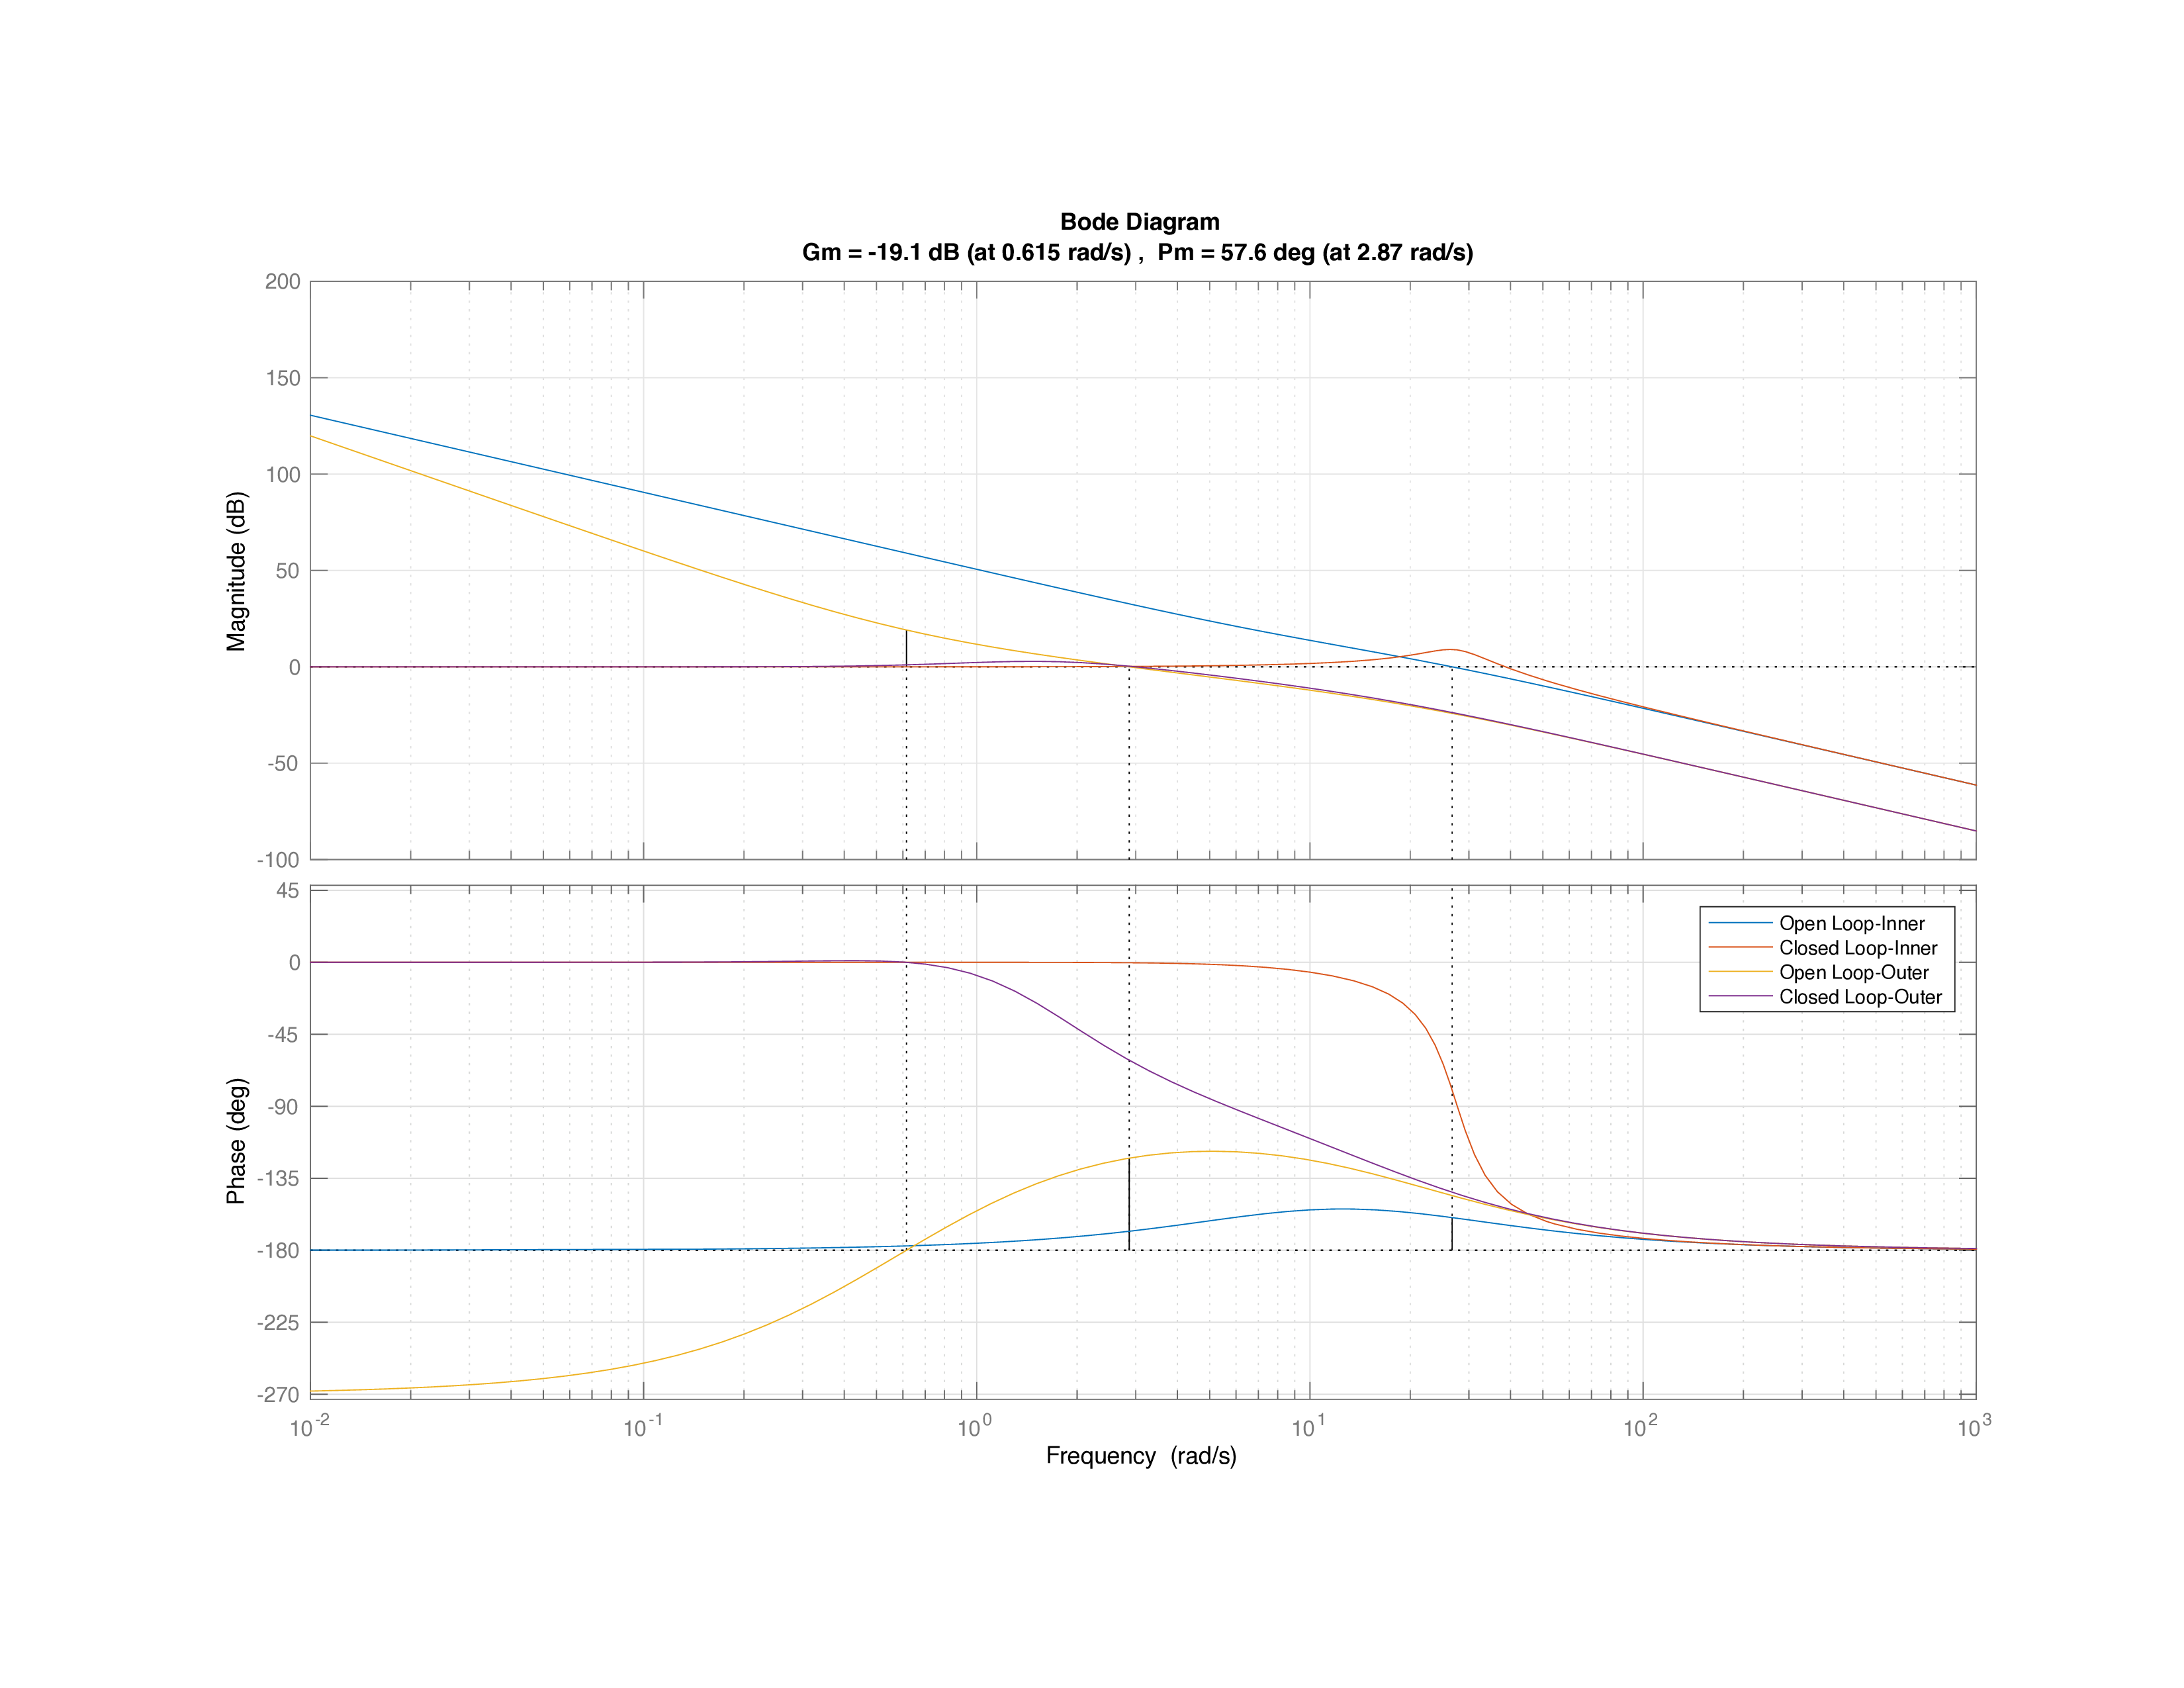 Bode Diagram
Gm = -19.1 dB (at 0.615 rad/s) , Pm = 57.6 deg (at 2.87 rad/s)
200
150
100
50
0
-50
-100
Magnitude (dB)
45
0
-45
-90
-135
-180
-225
-270
Phase (deg)
Open Loop-Inner
Closed Loop-Inner
Open Loop-Outer
Closed Loop-Outer
10^-2 10^-1 10^0 10^1 10^2 10^3
Frequency (rad/s)